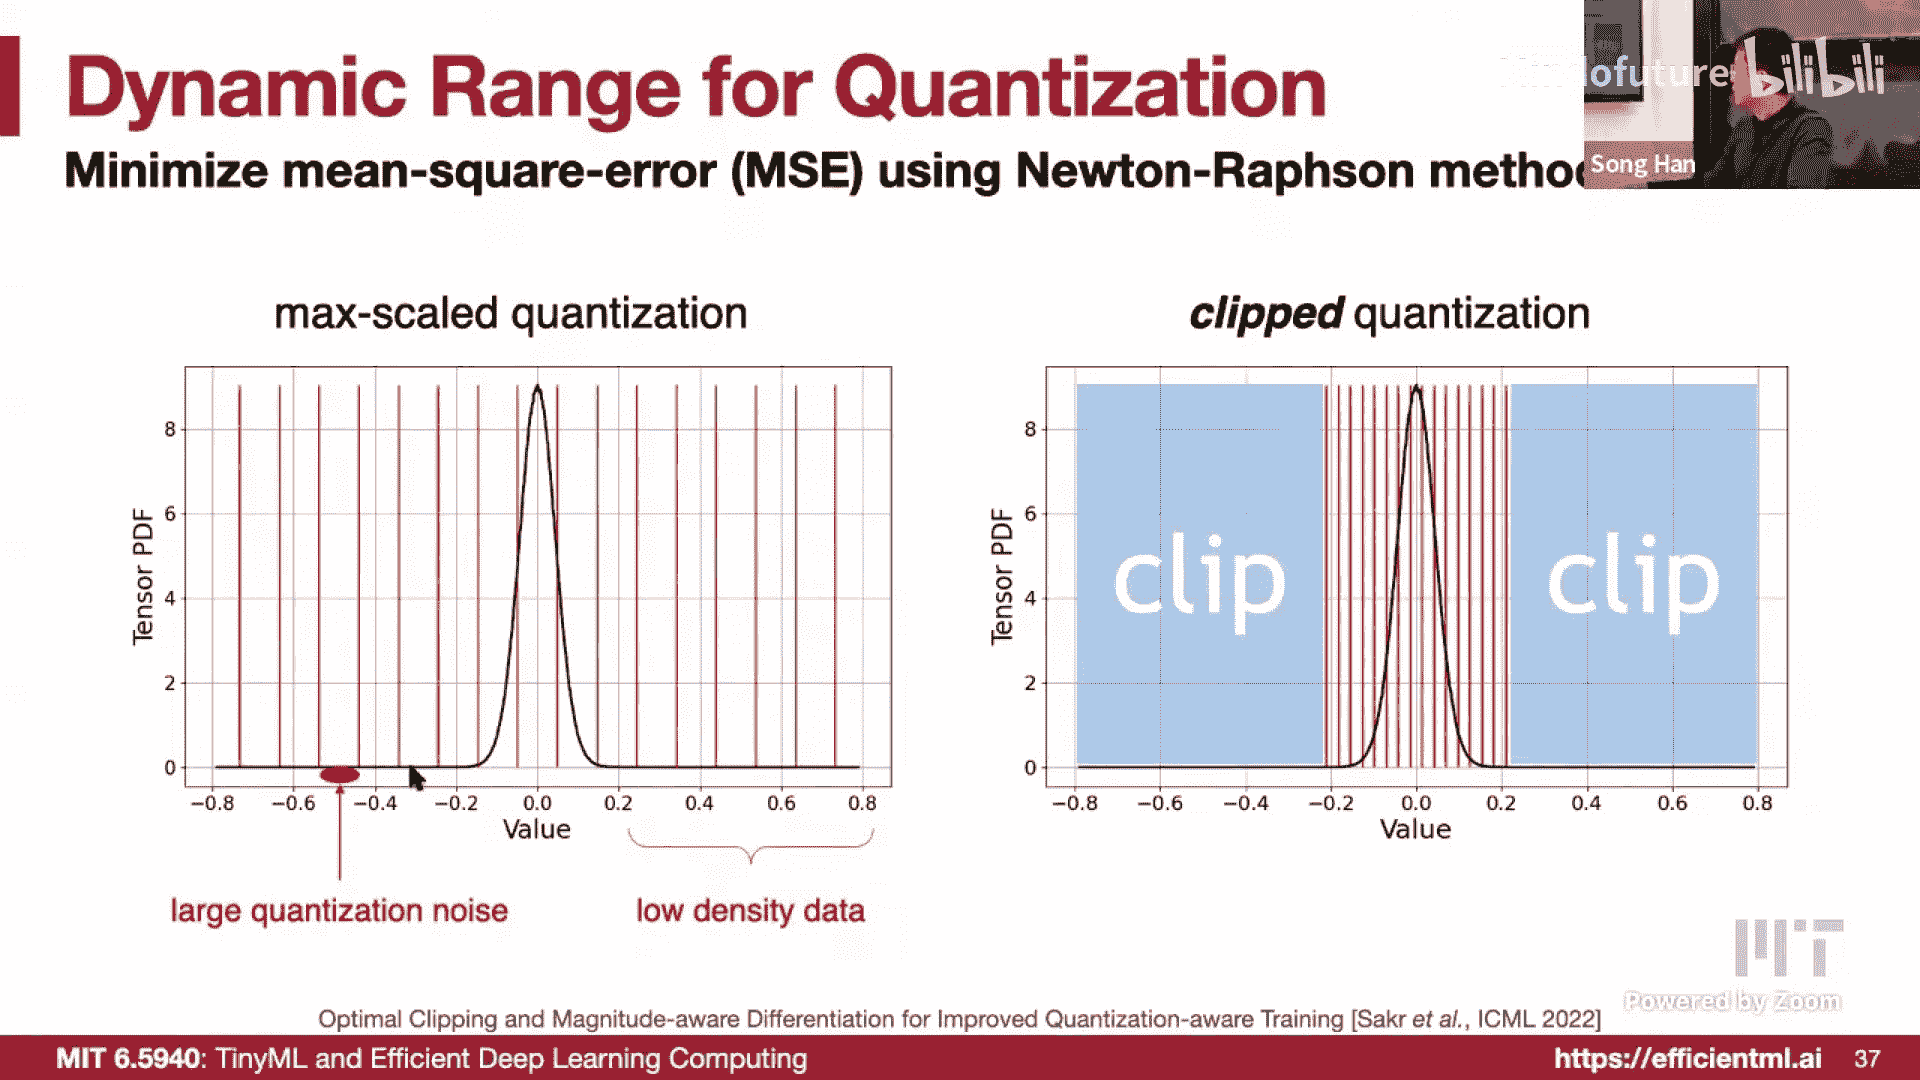 Dynamic Range for Quantization
Minimize mean-square-error (MSE) using Newton-Raphson
bilibili
Song Han
max-scaled quantization
clipped quantization
Tensor PDF
8
6
4
2
0
−0.8 −0.6 −0.4 −0.2 0.0 0.2 0.4 0.6 0.8
Value
large quantization noise
low density data
Tensor PDF
8
6
4
2
0
clip
clip
−0.8 −0.6 −0.4 −0.2 0.0 0.2 0.4 0.6 0.8
Value
MIT
Powered by Zoom
Optimal Clipping and Magnitude-aware Differentiation for Improved Quantization-aware Training [Sakr et al., ICML 2022]
MIT 6.5940: TinyML and Efficient Deep Learning Computing
https://efficientml.ai
37